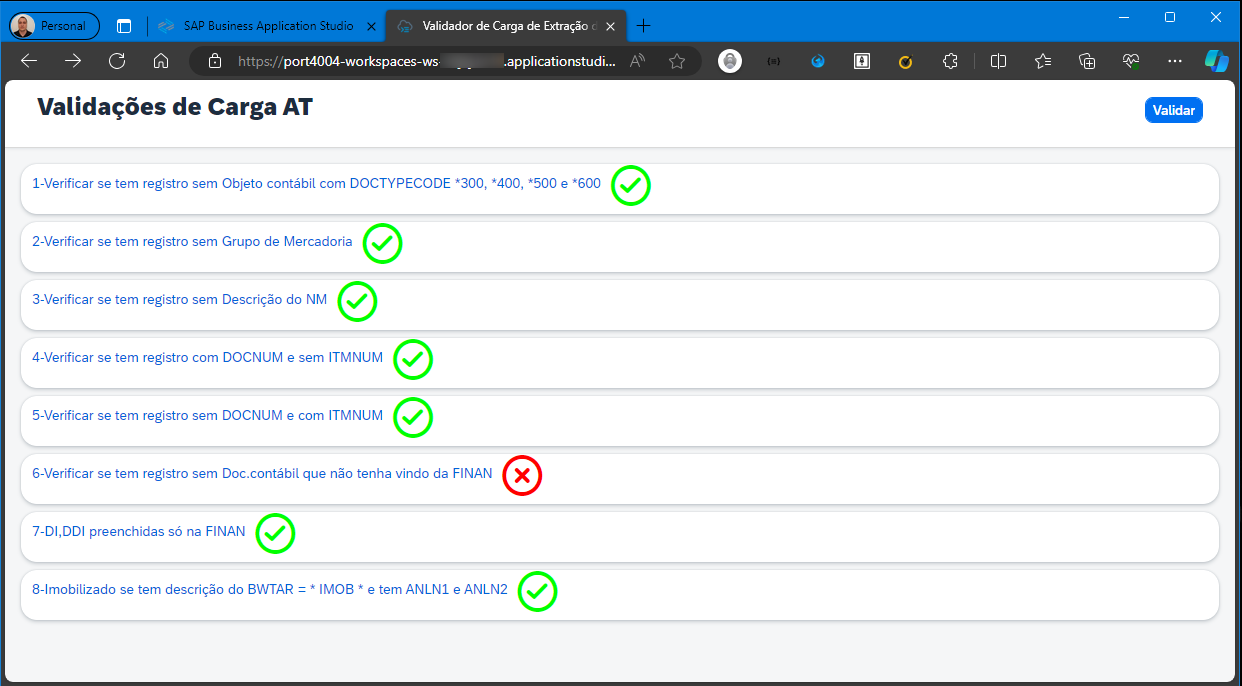 Personal
SAP Business Application Studio
Validador de Carga de Extração d
https://port4004-workspaces-ws-
.applicationstudi...
Validações de Carga AT
Validar
1-Verificar se tem registro sem Objeto contábil com DOCTYPECODE *300, *400, *500 e *600
2-Verificar se tem registro sem Grupo de Mercadoria
3-Verificar se tem registro sem Descrição do NM
4-Verificar se tem registro com DOCNUM e sem ITMNUM
5-Verificar se tem registro sem DOCNUM e com ITMNUM
6-Verificar se tem registro sem Doc.contábil que não tenha vindo da FINAN
7-DI,DDI preenchidas só na FINAN
8-Imobilizado se tem descrição do BWTAR = * IMOB * e tem ANLN1 e ANLN2